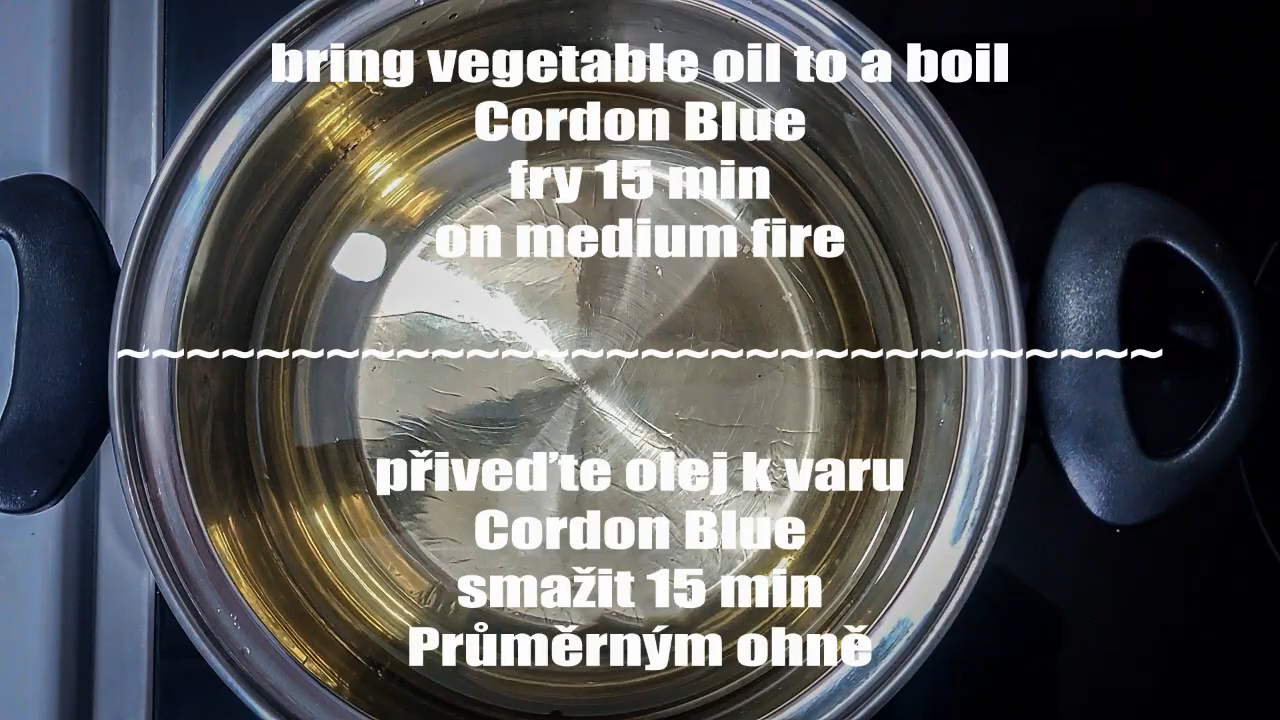 bring vegetable oil to a boil
Cordon Blue
fry 15 min
on medium fire
~~~~~~~~~~~~~~~~~~~~~~~~~~~~~~
přiveďte olej k varu
Cordon Blue
smažit 15 min
Průměrným ohně